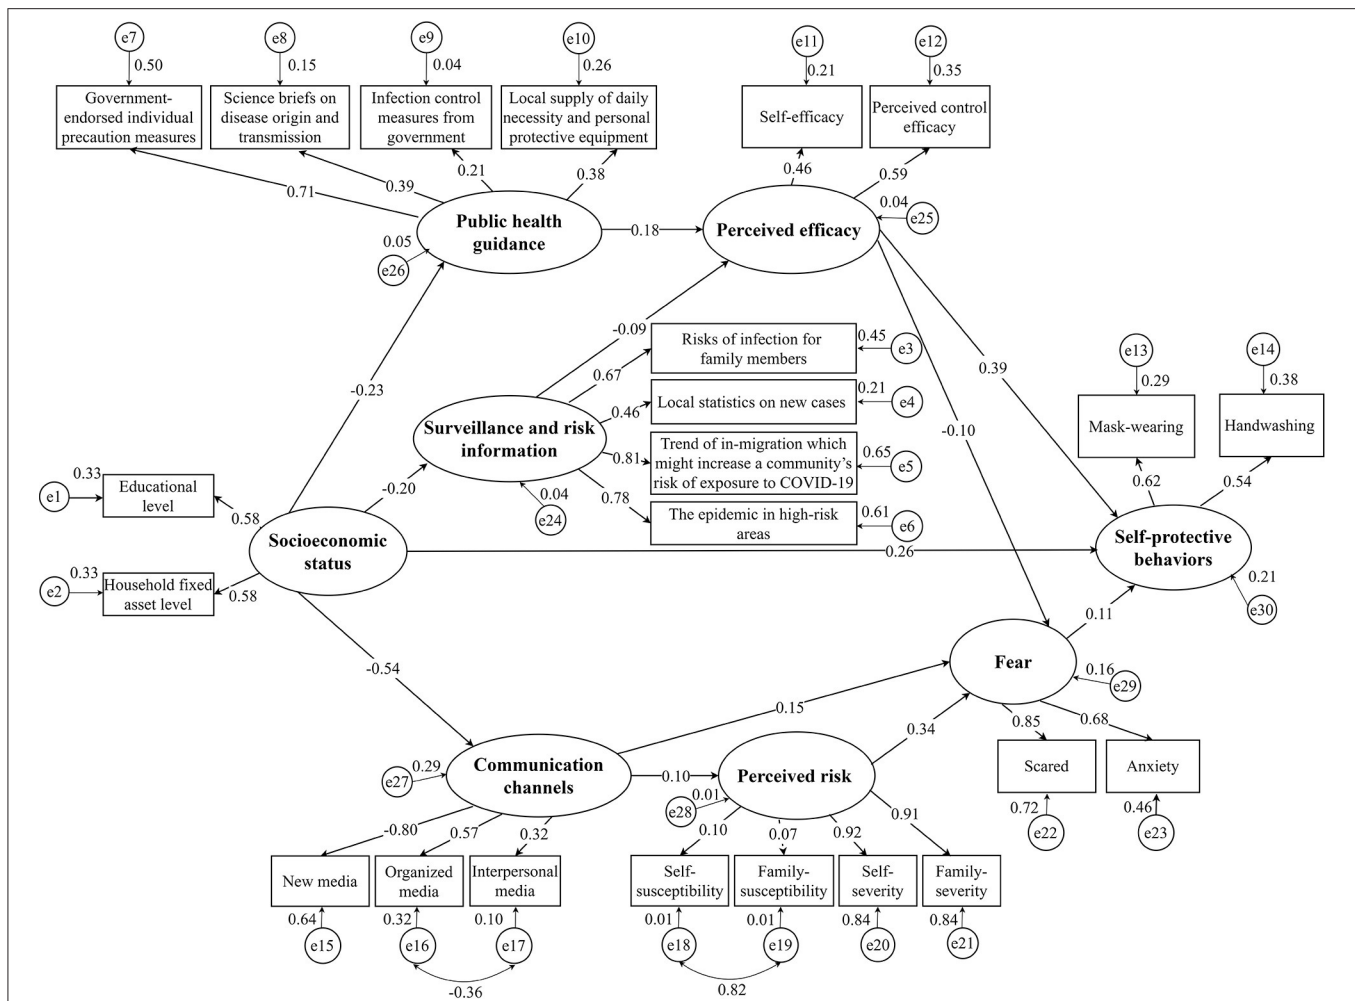 e7
e8
e9
e10
e11
e12
0.50
0.15
0.04
0.26
0.21
0.35
Government-
endorsed individual
precaution measures
Science briefs on
disease origin and
transmission
Infection control
measures from
government
Local supply of daily
necessity and personal
protective equipment
Self-efficacy
Perceived control
efficacy
0.71
0.39
0.21
0.38
0.46
0.59
Public health
guidance
0.05
e26
0.18
Perceived efficacy
0.04
e25
-0.23
-0.09
0.39
-0.10
Risks of infection for
family members
0.45
e3
0.67
Local statistics on new cases
0.21
e4
0.46
Surveillance and risk
information
Trend of in-migration which
might increase a community’s
risk of exposure to COVID-19
0.65
e5
0.81
The epidemic in high-risk
areas
0.61
e6
0.78
0.04
e24
-0.20
e13
e14
0.29
0.38
Mask-wearing
Handwashing
0.62
0.54
Self-protective
behaviors
0.21
e30
e1
0.33
Educational
level
0.58
Socioeconomic
status
0.26
e2
0.33
Household fixed
asset level
0.58
-0.54
0.11
Fear
0.16
e29
0.15
0.34
0.85
0.68
Scared
Anxiety
0.72
0.46
e22
e23
Communication
channels
0.29
e27
0.10
Perceived risk
0.01
e28
-0.80
0.57
0.32
0.10
0.07
0.92
0.91
New media
Organized
media
Interpersonal
media
Self-
susceptibility
Family-
susceptibility
Self-
severity
Family-
severity
0.64
0.32
0.10
0.01
0.01
0.84
0.84
e15
e16
e17
e18
e19
e20
e21
-0.36
0.82